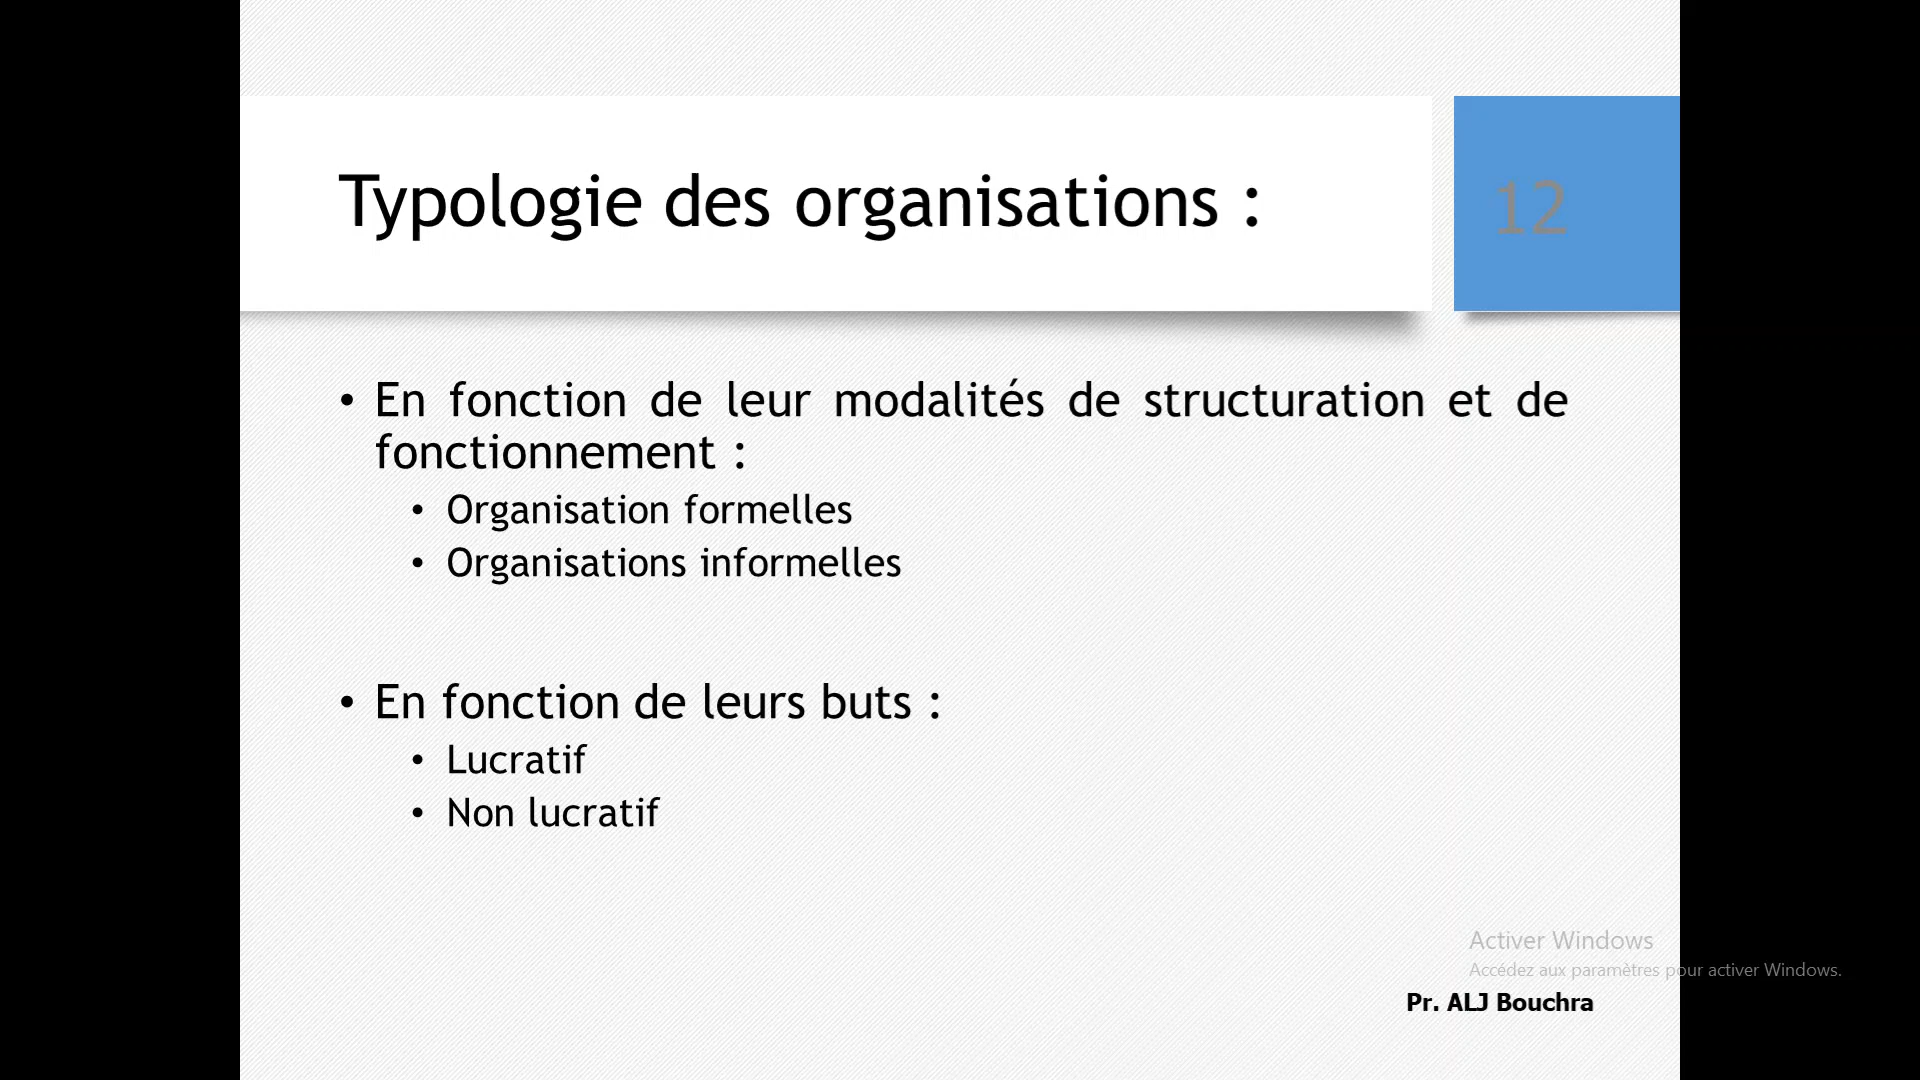 Typologie des organisations :
12
• En fonction de leur modalités de structuration et de
fonctionnement :
• Organisation formelles
• Organisations informelles
• En fonction de leurs buts :
• Lucratif
• Non lucratif
Activer Windows
Accédez aux paramètres pour activer Windows.
Pr. ALJ Bouchra